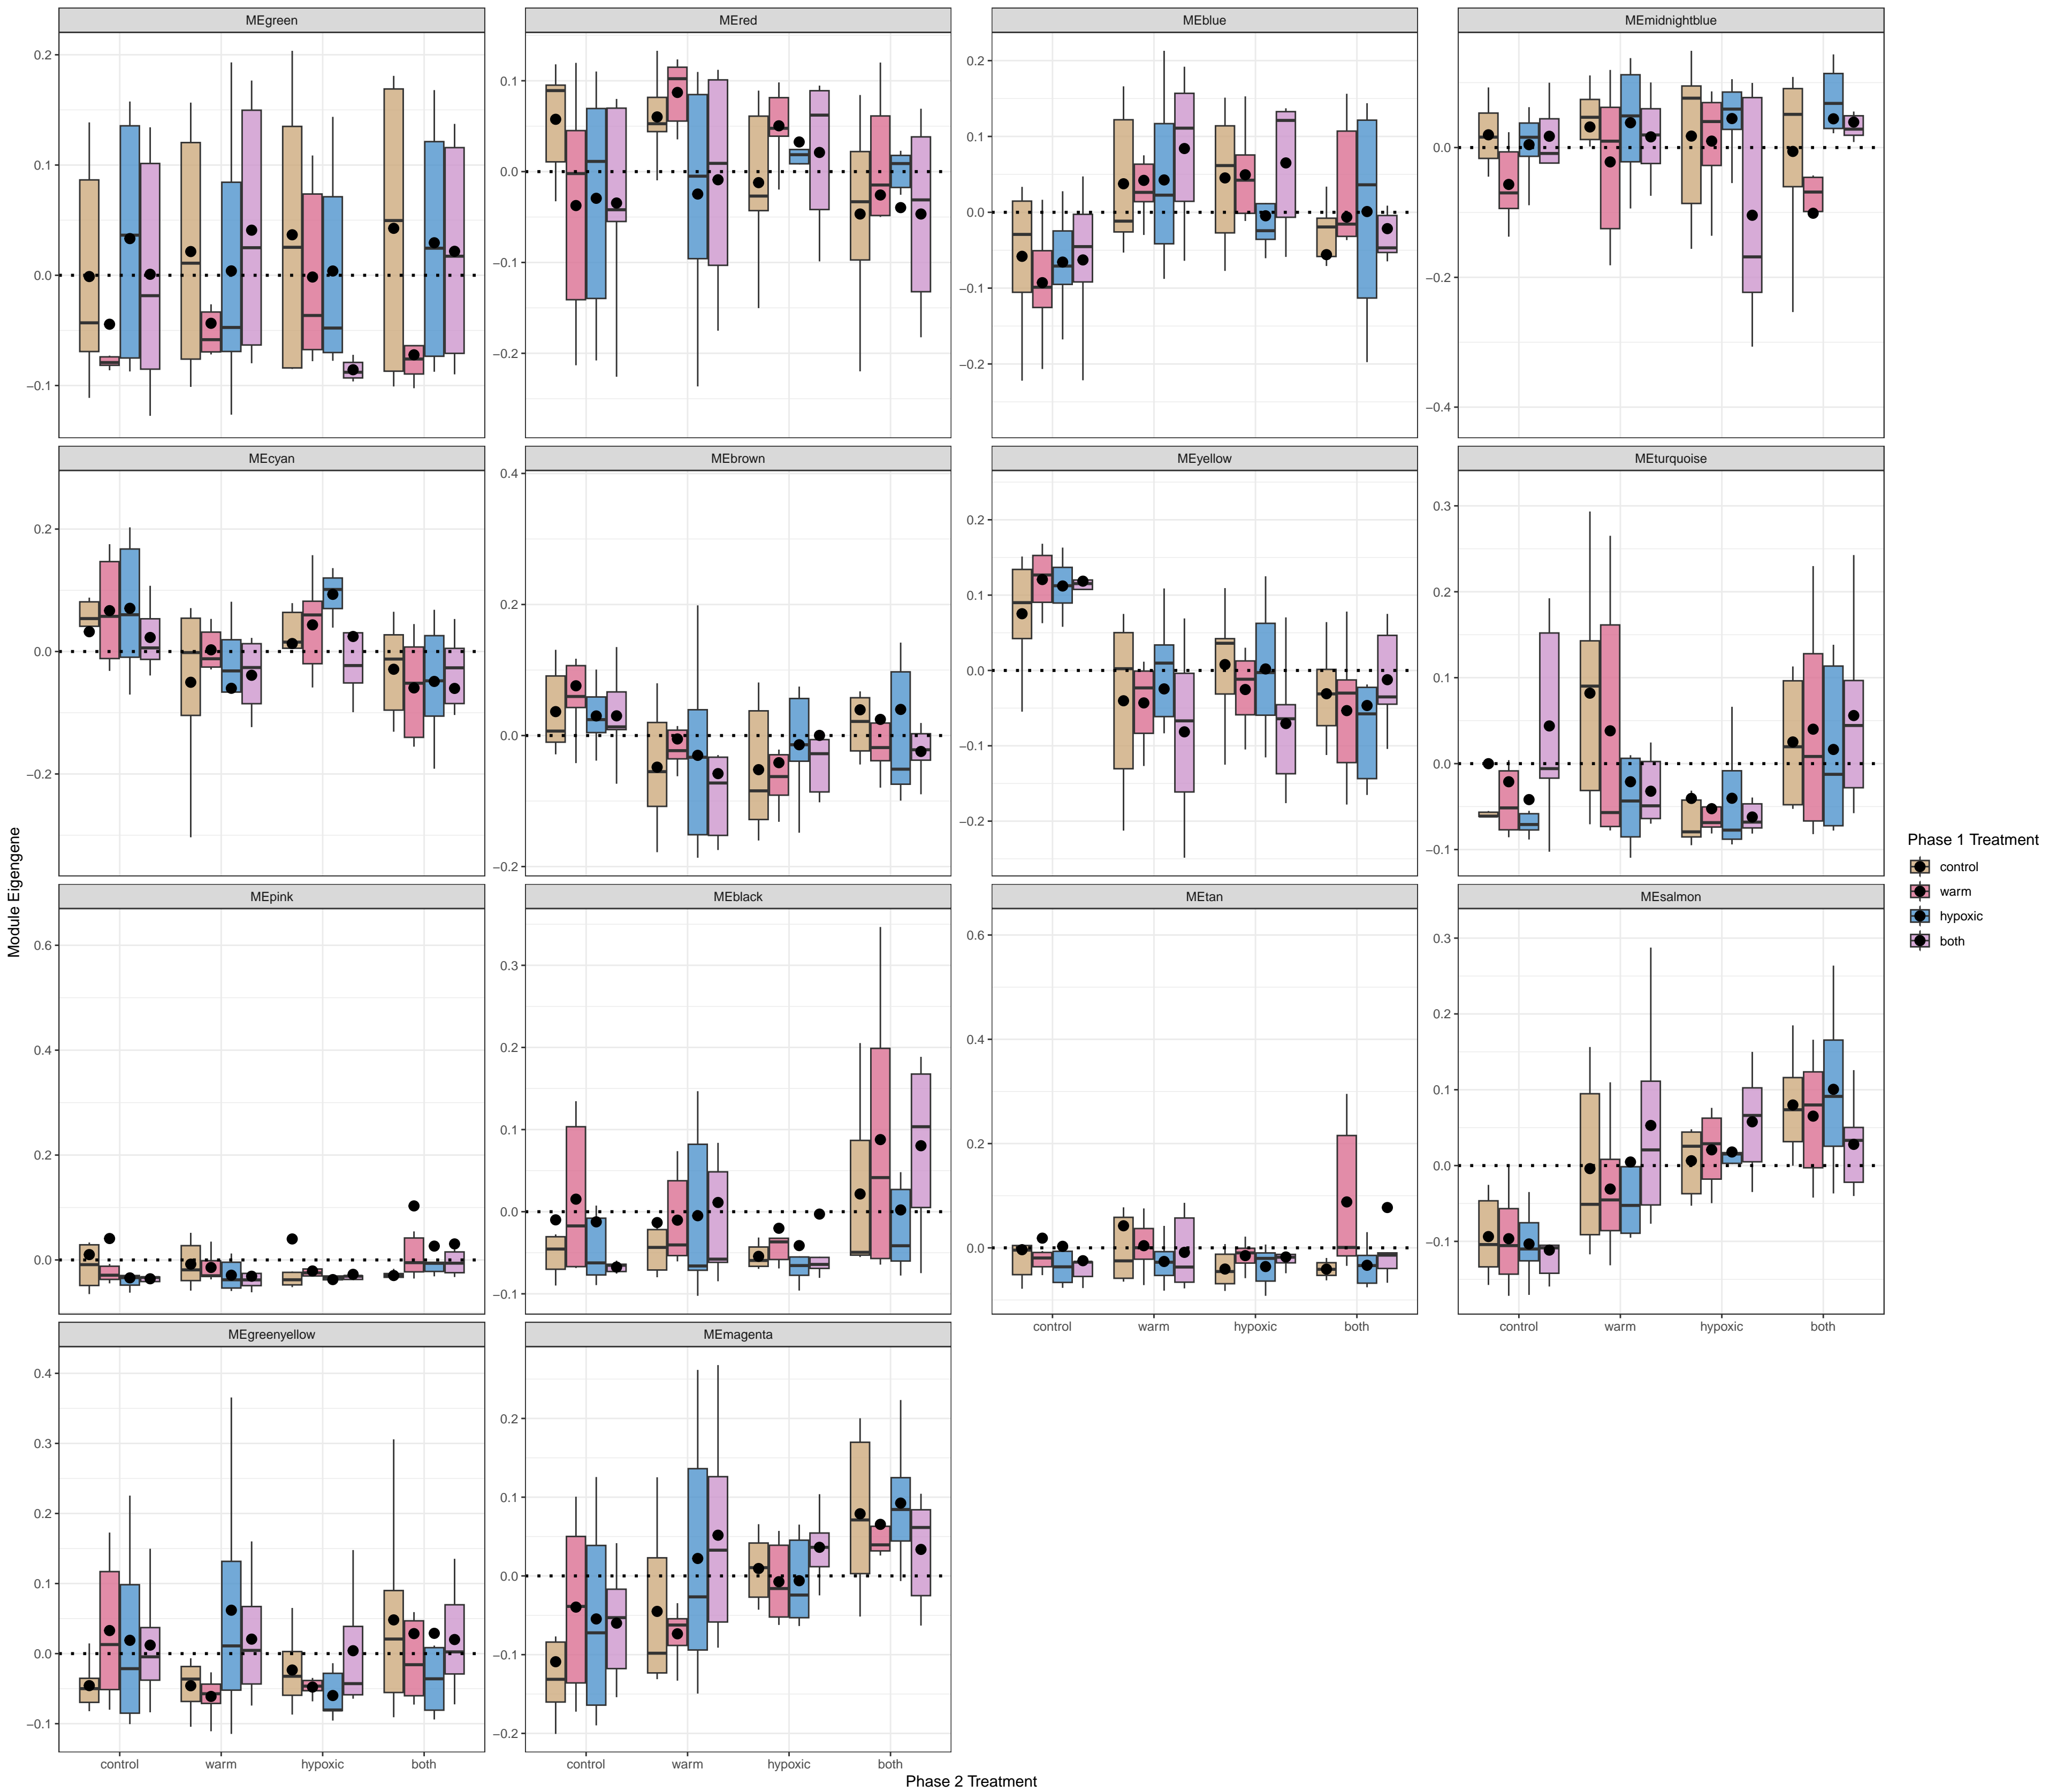 MEgreen
MEred
MEblue
MEmidnightblue
0.2
0.1
0.0
−0.1
0.1
0.0
−0.1
−0.2
0.2
0.1
0.0
−0.1
−0.2
0.0
−0.2
−0.4
MEcyan
MEbrown
MEyellow
MEturquoise
0.2
0.0
−0.2
0.4
0.2
0.0
−0.2
0.2
0.1
0.0
−0.1
−0.2
0.3
0.2
0.1
0.0
−0.1
MEpink
MEblack
MEtan
MEsalmon
0.6
0.4
0.2
0.0
0.3
0.2
0.1
0.0
−0.1
0.6
0.4
0.2
0.0
0.3
0.2
0.1
0.0
−0.1
control warm hypoxic both
control warm hypoxic both
MEgreenyellow
MEmagenta
0.4
0.3
0.2
0.1
0.0
−0.1
0.2
0.1
0.0
−0.1
−0.2
control warm hypoxic both
control warm hypoxic both
Phase 2 Treatment
Module Eigengene
Phase 1 Treatment
control
warm
hypoxic
both